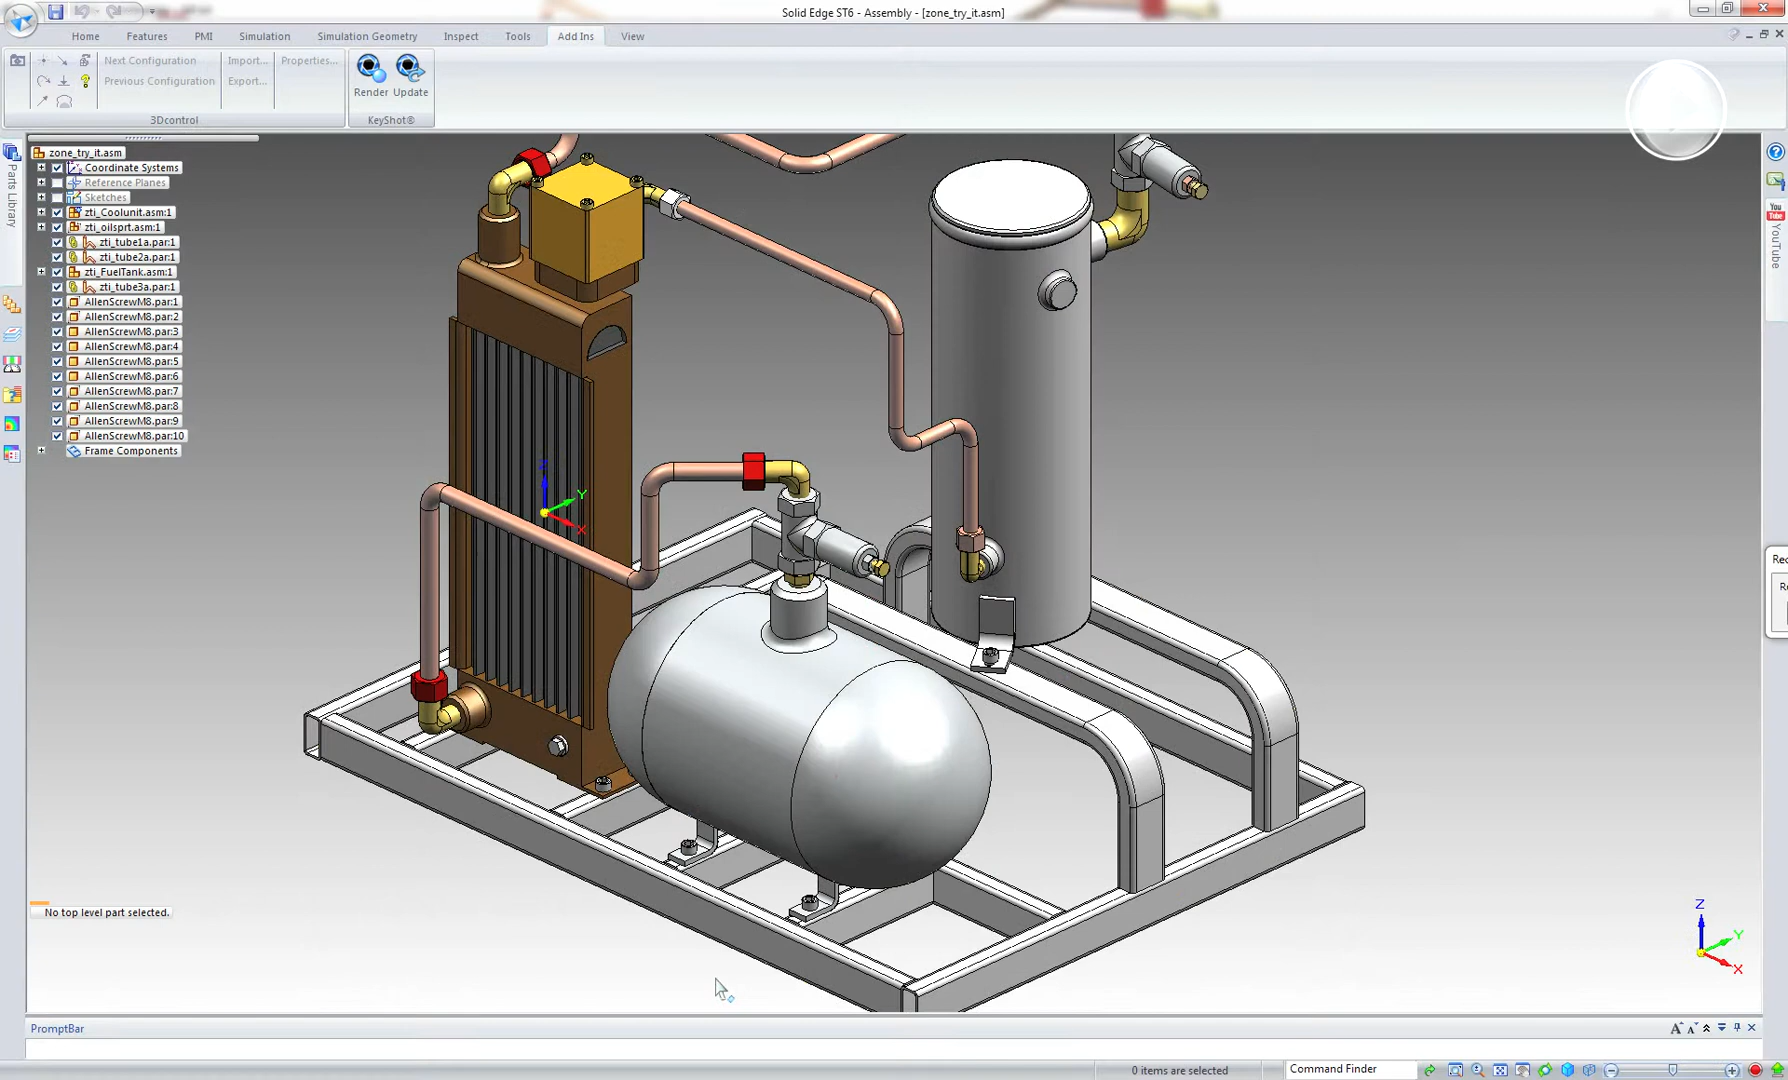 Solid Edge ST6 - Assembly - [zone_try_it.asm]
Home Features PMI Simulation Simulation Geometry Inspect Tools Add Ins View
Next Configuration Import... Properties...
Previous Configuration Export...
Render Update
3Dcontrol KeyShot®
Parts Library
zone_try_it.asm
Coordinate Systems
Reference Planes
Sketches
zti_Coolunit.asm:1
zti_oilsprt.asm:1
zti_tube1a.par:1
zti_tube2a.par:1
zti_FuelTank.asm:1
zti_tube3a.par:1
AllenScrewM8.par:1
AllenScrewM8.par:2
AllenScrewM8.par:3
AllenScrewM8.par:4
AllenScrewM8.par:5
AllenScrewM8.par:6
AllenScrewM8.par:7
AllenScrewM8.par:8
AllenScrewM8.par:9
AllenScrewM8.par:10
Frame Components
Z
Y
X
You
Tube
YouTube
Rec
Re
No top level part selected.
Z
Y
X
PromptBar
0 items are selected
Command Finder